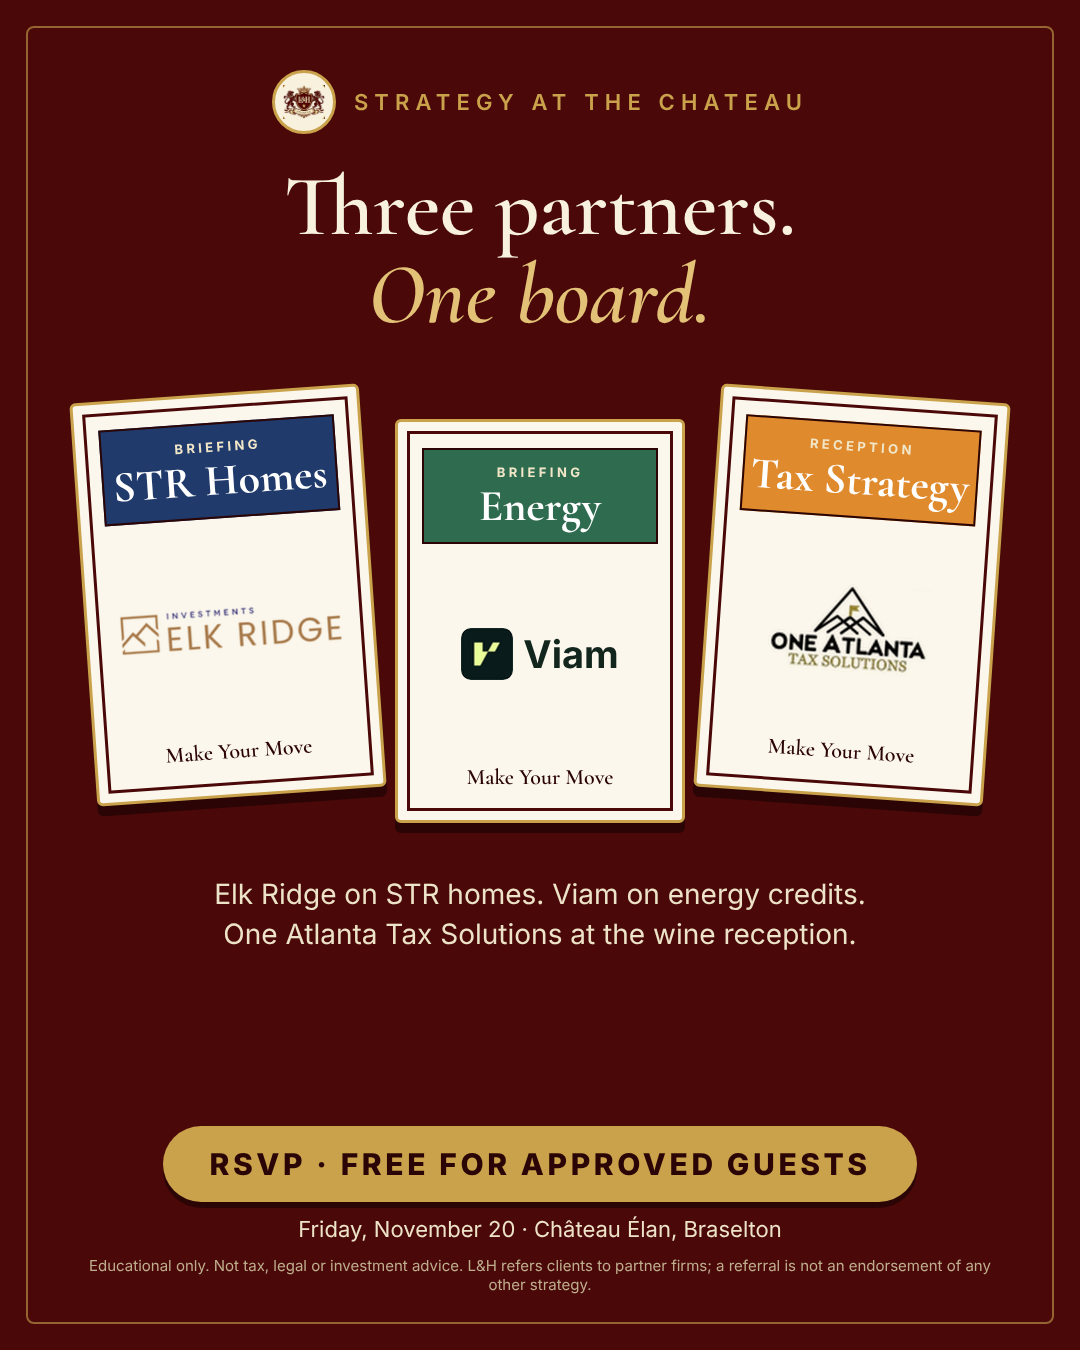 STRATEGY AT THE CHATEAU
Three partners.
One board.
BRIEFING
STR Homes
INVESTMENTS
ELK RIDGE
Make Your Move
BRIEFING
Energy
Viam
Make Your Move
RECEPTION
Tax Strategy
ONE ATLANTA
TAX SOLUTIONS
Make Your Move
Elk Ridge on STR homes. Viam on energy credits.
One Atlanta Tax Solutions at the wine reception.
RSVP · FREE FOR APPROVED GUESTS
Friday, November 20 · Château Élan, Braselton
Educational only. Not tax, legal or investment advice. L&H refers clients to partner firms; a referral is not an endorsement of any
other strategy.